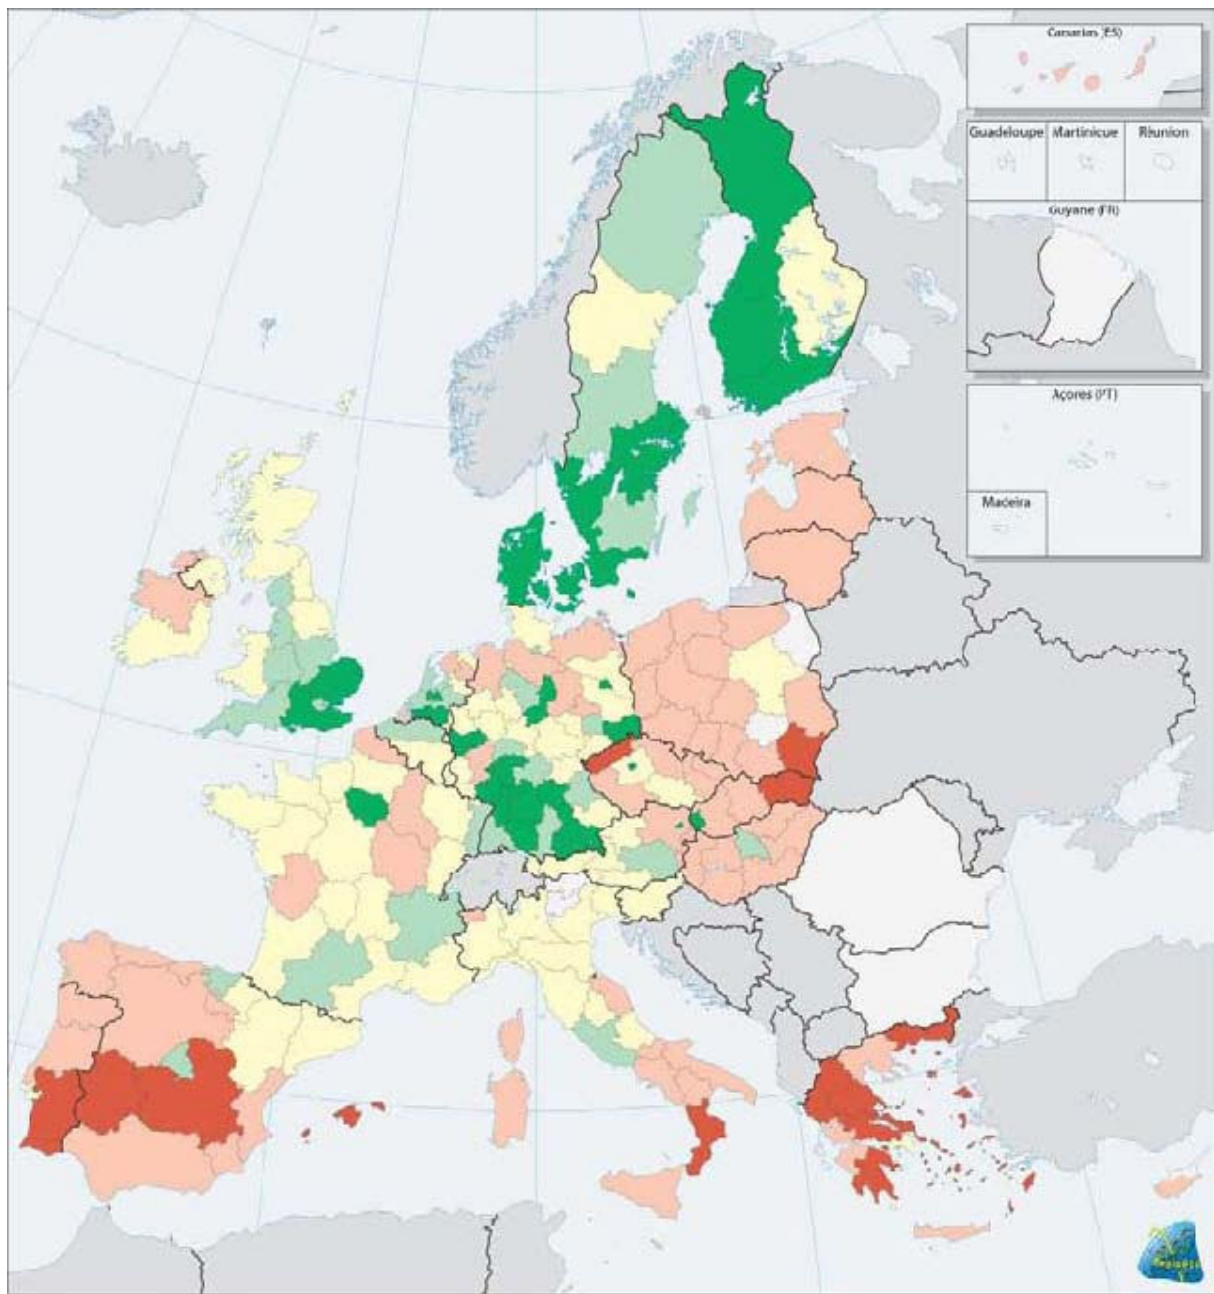 Canarias (ES)
Guadeloupe Martinique Réunion
Guyane (FR)
Açores (PT)
Madeira